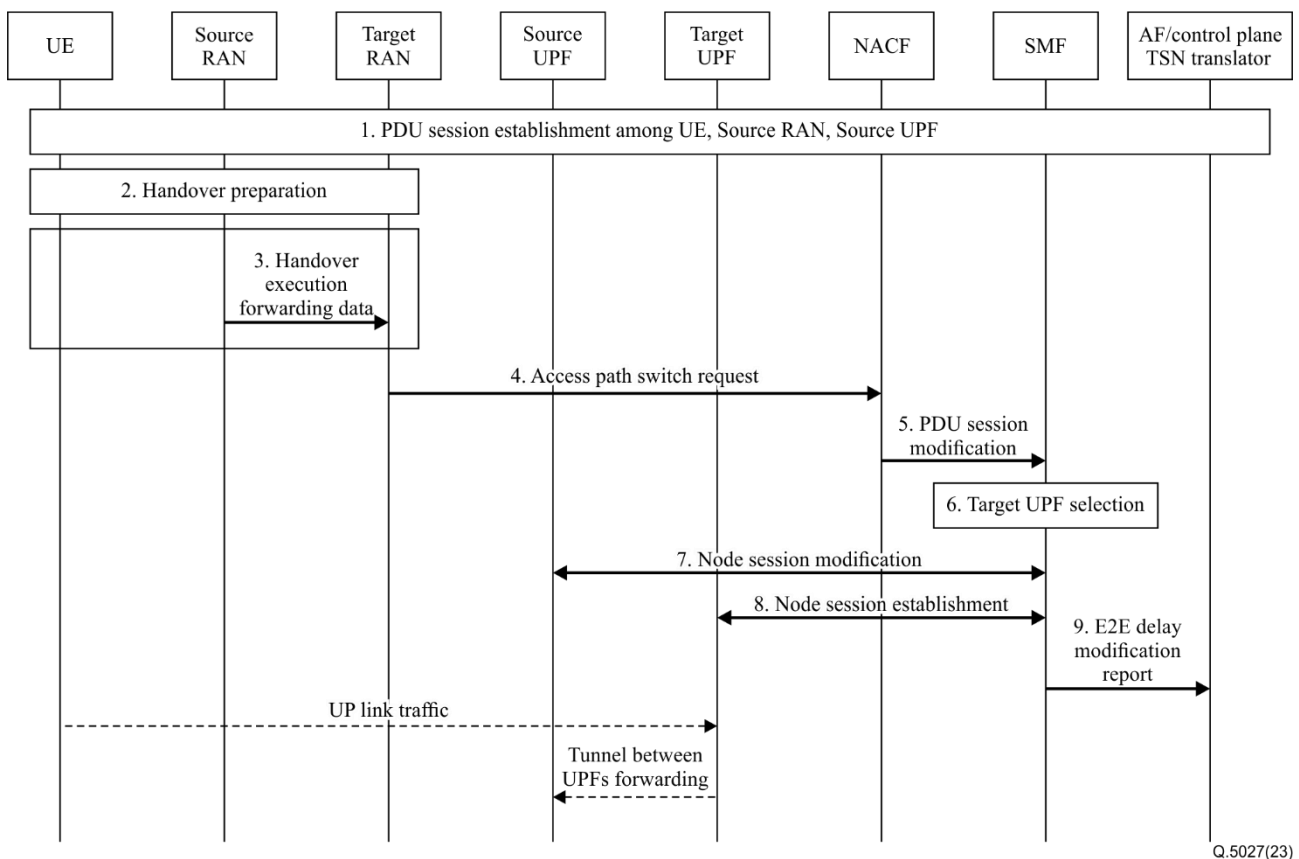 UE
Source
RAN
Target
RAN
Source
UPF
Target
UPF
NACF
SMF
AF/control plane
TSN translator
1. PDU session establishment among UE, Source RAN, Source UPF
2. Handover preparation
3. Handover
execution
forwarding data
4. Access path switch request
5. PDU session
modification
6. Target UPF selection
7. Node session modification
8. Node session establishment
9. E2E delay
modification
report
UP link traffic
Tunnel between
UPFs forwarding
Q.5027(23)